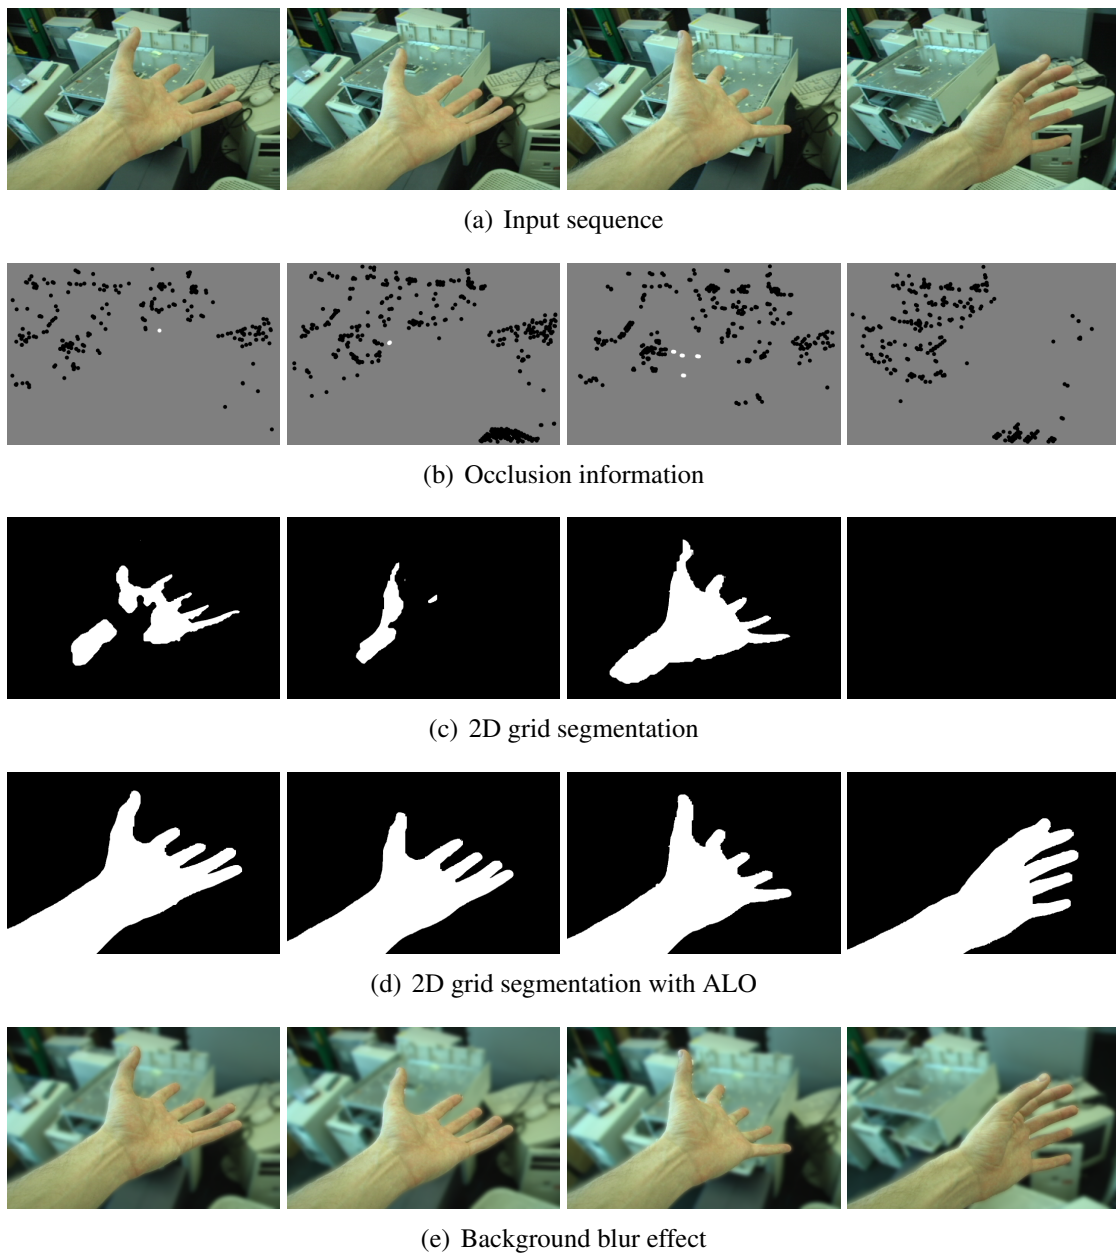 (a) Input sequence
(b) Occlusion information
(c) 2D grid segmentation
(d) 2D grid segmentation with ALO
(e) Background blur effect